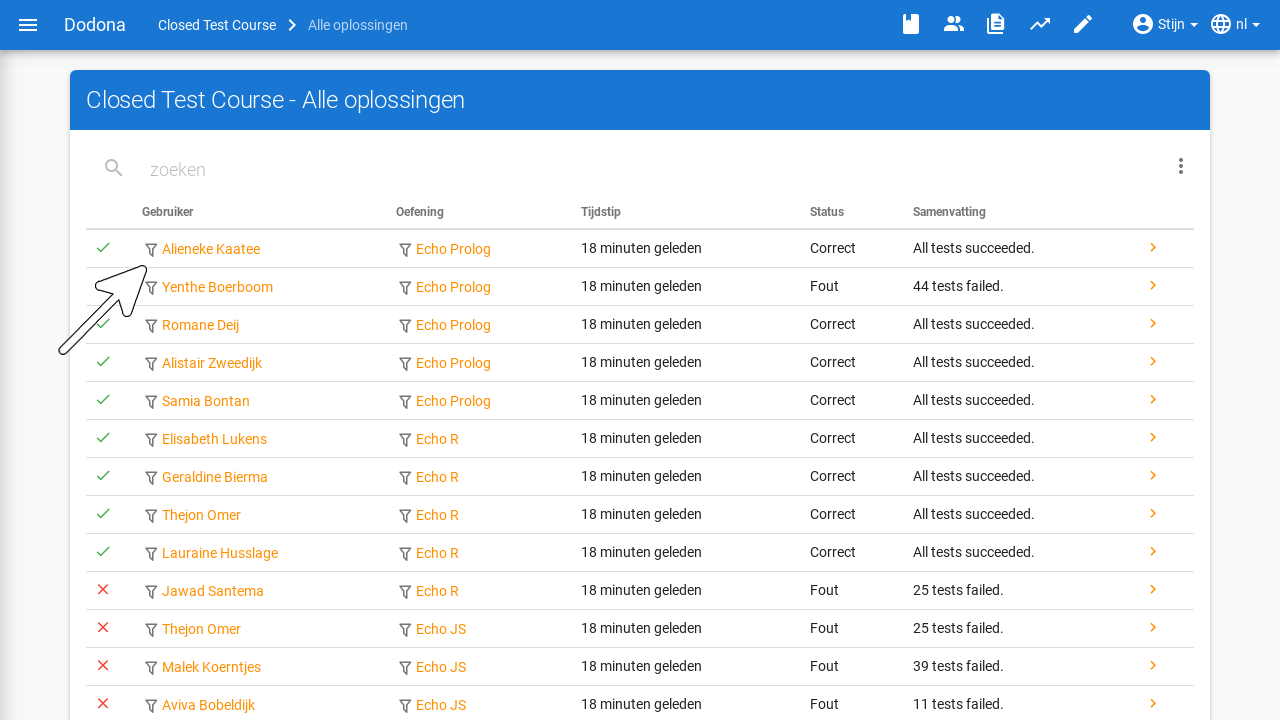 Dodona Closed Test Course Alle oplossingen Stijn nl
Closed Test Course - Alle oplossingen
zoeken
Gebruiker Oefening Tijdstip Status Samenvatting
Alieneke Kaatee Echo Prolog 18 minuten geleden Correct All tests succeeded.
Yenthe Boerboom Echo Prolog 18 minuten geleden Fout 44 tests failed.
Romane Deij Echo Prolog 18 minuten geleden Correct All tests succeeded.
Alistair Zweedijk Echo Prolog 18 minuten geleden Correct All tests succeeded.
Samia Bontan Echo Prolog 18 minuten geleden Correct All tests succeeded.
Elisabeth Lukens Echo R 18 minuten geleden Correct All tests succeeded.
Geraldine Bierma Echo R 18 minuten geleden Correct All tests succeeded.
Thejon Omer Echo R 18 minuten geleden Correct All tests succeeded.
Lauraine Husslage Echo R 18 minuten geleden Correct All tests succeeded.
Jawad Santema Echo R 18 minuten geleden Fout 25 tests failed.
Thejon Omer Echo JS 18 minuten geleden Fout 25 tests failed.
Malek Koerntjes Echo JS 18 minuten geleden Fout 39 tests failed.
Aviva Bobeldijk Echo JS 18 minuten geleden Fout 11 tests failed.